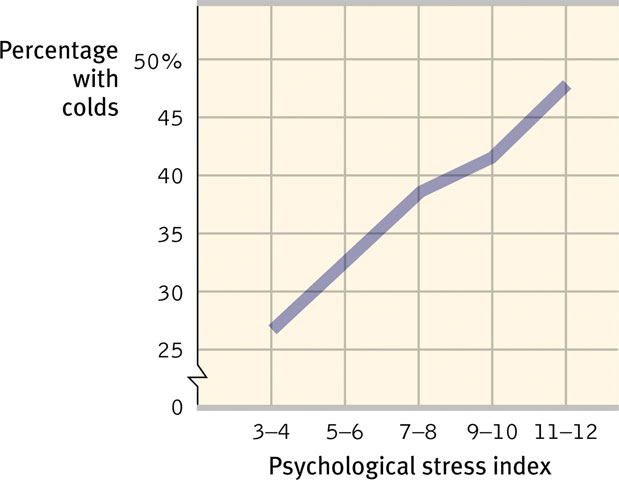 Percentage
with
colds
50%
45
40
35
30
25
0
3–4 5–6 7–8 9–10 11–12
Psychological stress index